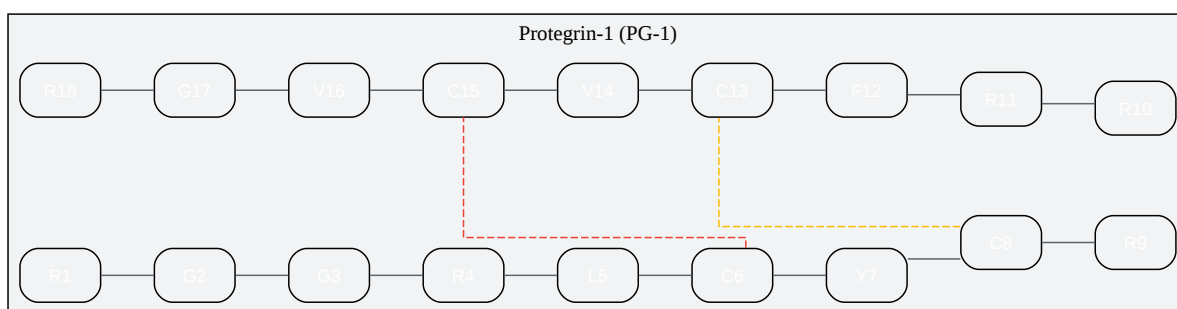 Protegrin-1 (PG-1)
R18 G17 V16 C15 V14 C13 F12 R11 R10
R1 G2 G3 R4 L5 C6 Y7 C8 R9